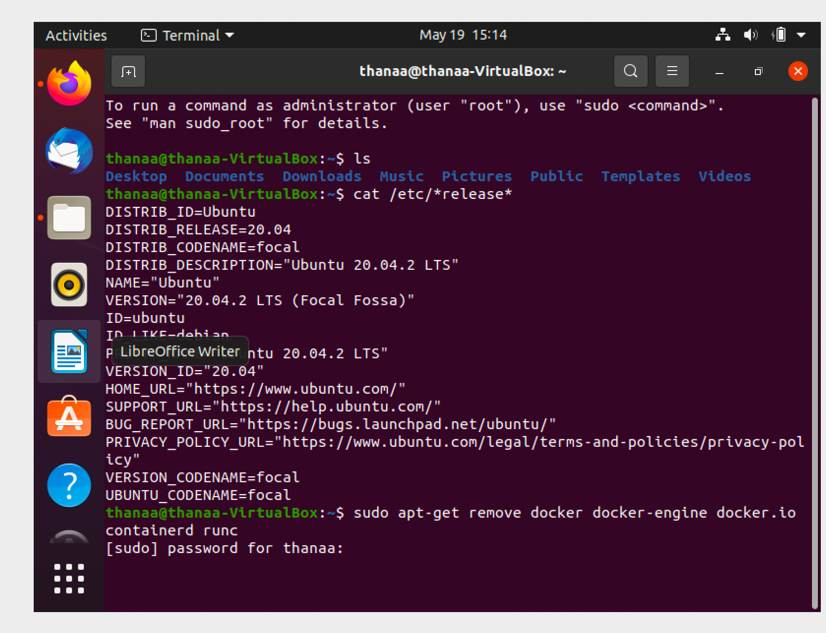 Activities Terminal May 19 15:14
thanaa@thanaa-VirtualBox: ~
To run a command as administrator (user "root"), use "sudo <command>".
See "man sudo_root" for details.
thanaa@thanaa-VirtualBox:~$ ls
Desktop Documents Downloads Music Pictures Public Templates Videos
thanaa@thanaa-VirtualBox:~$ cat /etc/*release*
DISTRIB_ID=Ubuntu
DISTRIB_RELEASE=20.04
DISTRIB_CODENAME=focal
DISTRIB_DESCRIPTION="Ubuntu 20.04.2 LTS"
NAME="Ubuntu"
VERSION="20.04.2 LTS (Focal Fossa)"
ID=ubuntu
ID_LIKE=debian
LibreOffice Writer
P ntu 20.04.2 LTS"
VERSION_ID="20.04"
HOME_URL="https://www.ubuntu.com/"
SUPPORT_URL="https://help.ubuntu.com/"
BUG_REPORT_URL="https://bugs.launchpad.net/ubuntu/"
PRIVACY_POLICY_URL="https://www.ubuntu.com/legal/terms-and-policies/privacy-pol
icy"
VERSION_CODENAME=focal
UBUNTU_CODENAME=focal
thanaa@thanaa-VirtualBox:~$ sudo apt-get remove docker docker-engine docker.io
containerd runc
[sudo] password for thanaa: